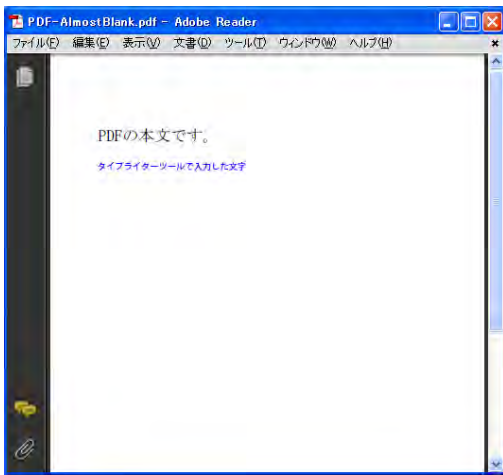 PDF-AlmostBlank.pdf - Adobe Reader
ファイル(F) 編集(E) 表示(V) 文書(D) ツール(T) ウィンドウ(W) ヘルプ(H)
PDFの本文です。
タイプライターツールで入力した文字